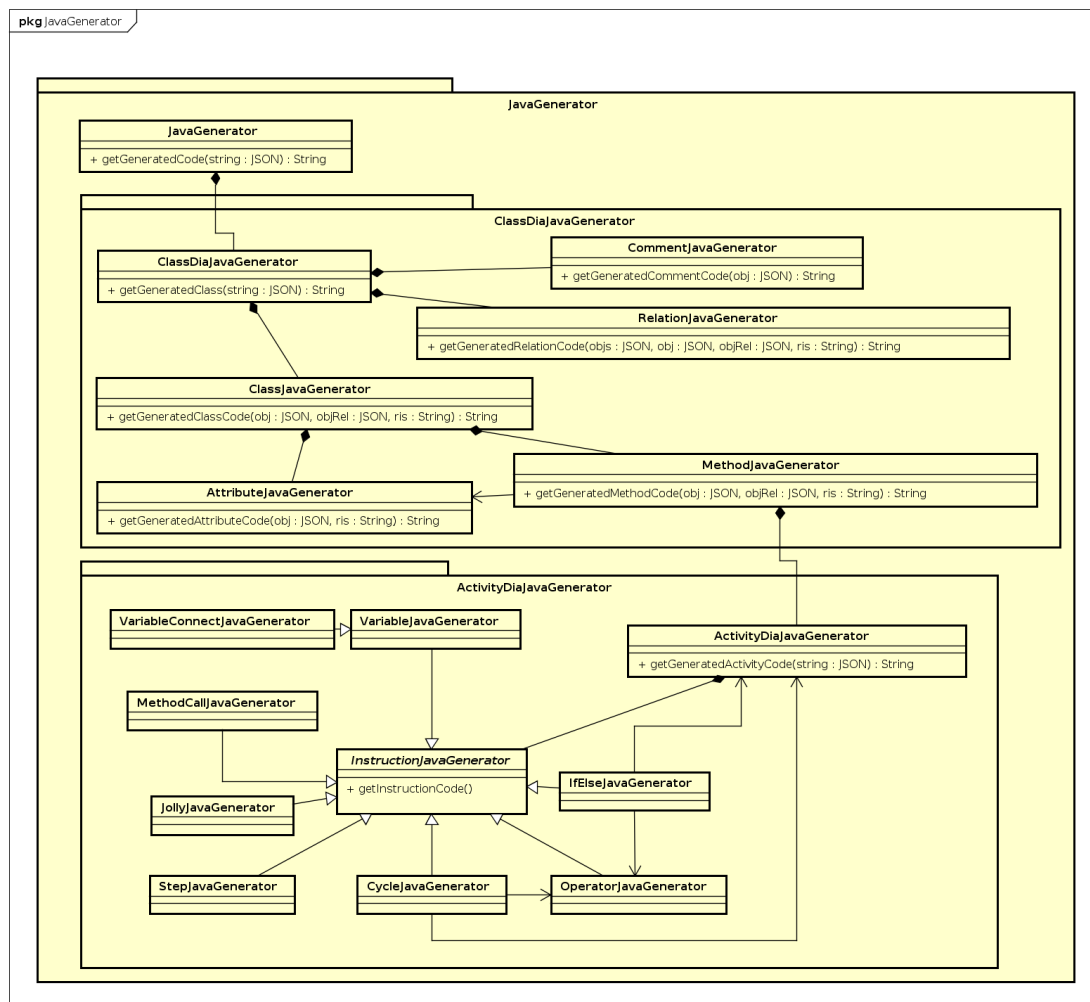 pkg JavaGenerator
JavaGenerator
JavaGenerator
+ getGeneratedCode(string : JSON) : String
ClassDiaJavaGenerator
ClassDiaJavaGenerator
+ getGeneratedClass(string : JSON) : String
CommentJavaGenerator
+ getGeneratedCommentCode(obj : JSON) : String
RelationJavaGenerator
+ getGeneratedRelationCode(objs : JSON, obj : JSON, objRel : JSON, ris : String) : String
ClassJavaGenerator
+ getGeneratedClassCode(obj : JSON, objRel : JSON, ris : String) : String
MethodJavaGenerator
+ getGeneratedMethodCode(obj : JSON, objRel : JSON, ris : String) : String
AttributeJavaGenerator
+ getGeneratedAttributeCode(obj : JSON, ris : String) : String
ActivityDiaJavaGenerator
VariableConnectJavaGenerator
VariableJavaGenerator
ActivityDiaJavaGenerator
+ getGeneratedActivityCode(string : JSON) : String
MethodCallJavaGenerator
InstructionJavaGenerator
+ getInstructionCode()
IfElseJavaGenerator
JollyJavaGenerator
StepJavaGenerator
CycleJavaGenerator
OperatorJavaGenerator